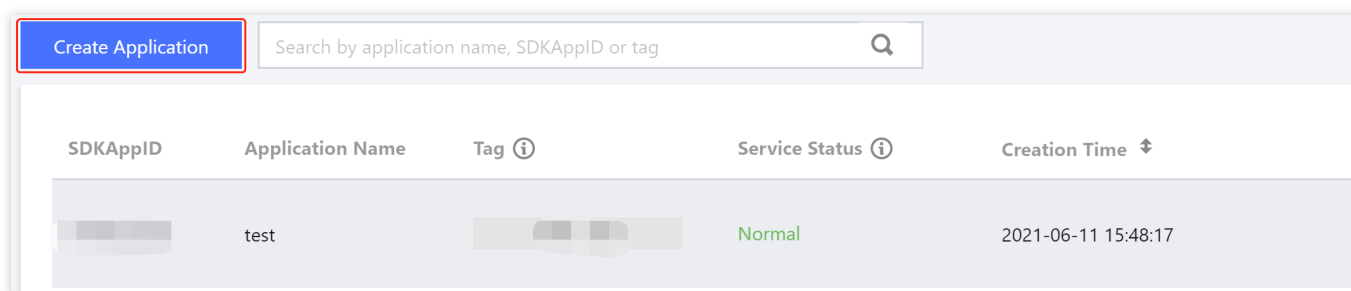 Create Application
Search by application name, SDKAppID or tag
SDKAppID Application Name Tag Service Status Creation Time
test Normal 2021-06-11 15:48:17